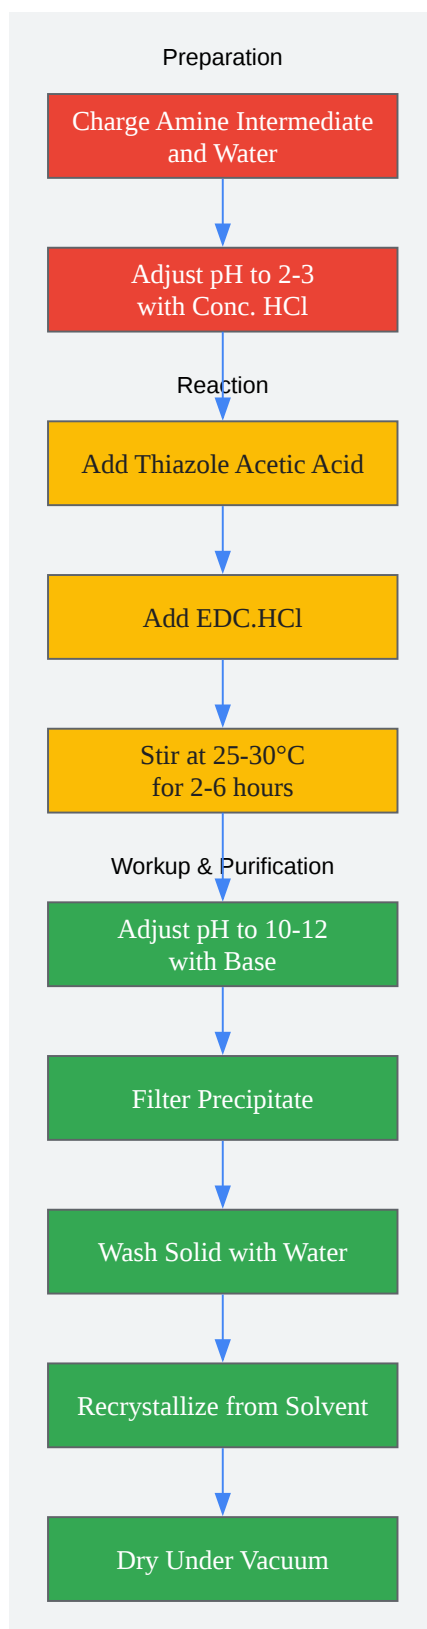 Preparation
Charge Amine Intermediate
and Water
Adjust pH to 2-3
with Conc. HCl
Reaction
Add Thiazole Acetic Acid
Add EDC.HCl
Stir at 25-30°C
for 2-6 hours
Workup & Purification
Adjust pH to 10-12
with Base
Filter Precipitate
Wash Solid with Water
Recrystallize from Solvent
Dry Under Vacuum